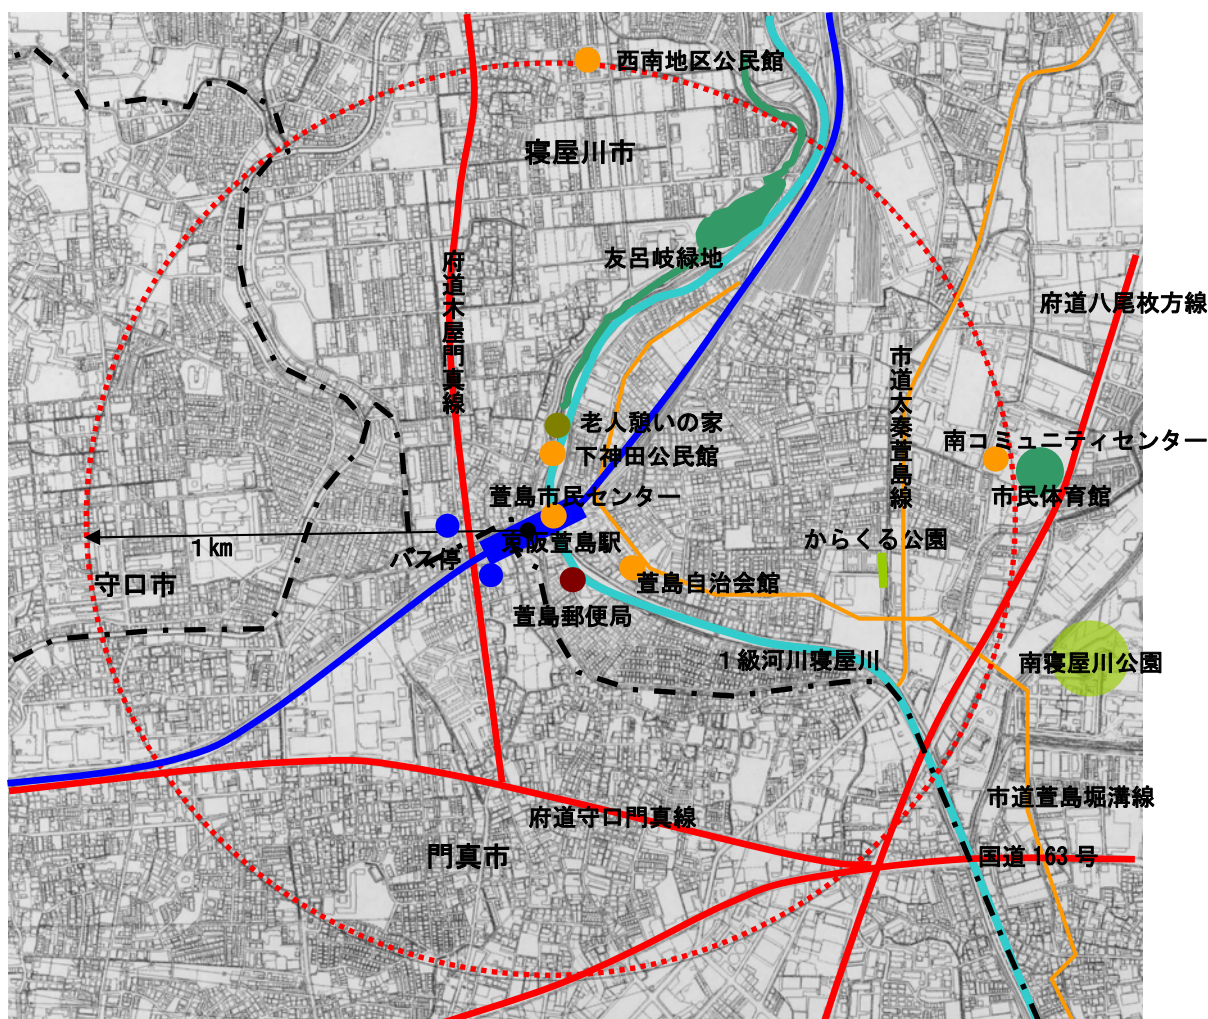 西南地区公民館
寝屋川市
友呂岐緑地
府道木屋門真線
府道八尾枚方線
市道太秦萱島線
老人憩いの家
南コミュニティセンター
下神田公民館
萱島市民センター
市民体育館
京阪萱島駅
からくる公園
1km
バス停
守口市
萱島自治会館
萱島郵便局
1級河川寝屋川
南寝屋川公園
市道萱島堀溝線
府道守口門真線
門真市
国道163号